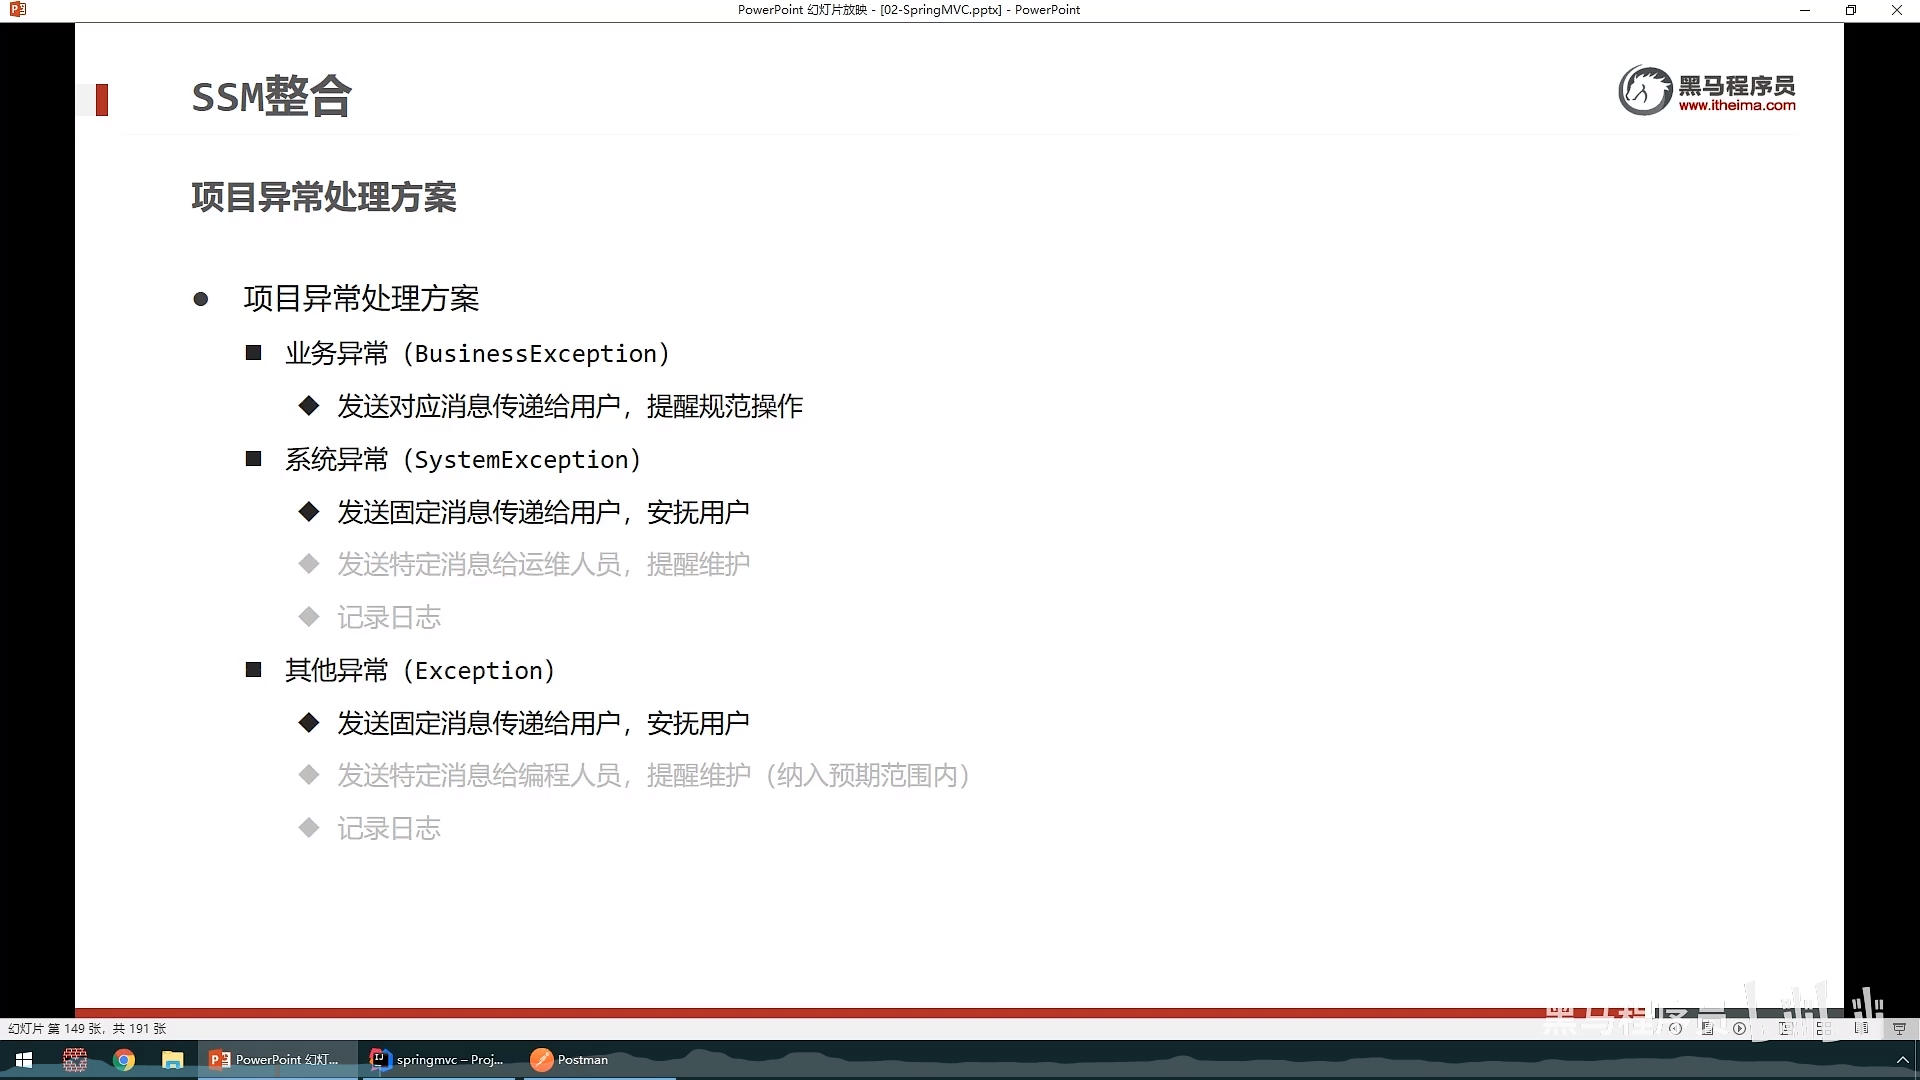 PowerPoint 幻灯片放映 - [02-SpringMVC.pptx] - PowerPoint
SSM整合
黑马程序员
www.itheima.com
项目异常处理方案
项目异常处理方案
业务异常（BusinessException）
发送对应消息传递给用户，提醒规范操作
系统异常（SystemException）
发送固定消息传递给用户，安抚用户
发送特定消息给运维人员，提醒维护
记录日志
其他异常（Exception）
发送固定消息传递给用户，安抚用户
发送特定消息给编程人员，提醒维护（纳入预期范围内）
记录日志
黑马程序员
幻灯片 第 149 张，共 191 张
PowerPoint 幻灯...
springmvc – Proj...
Postman